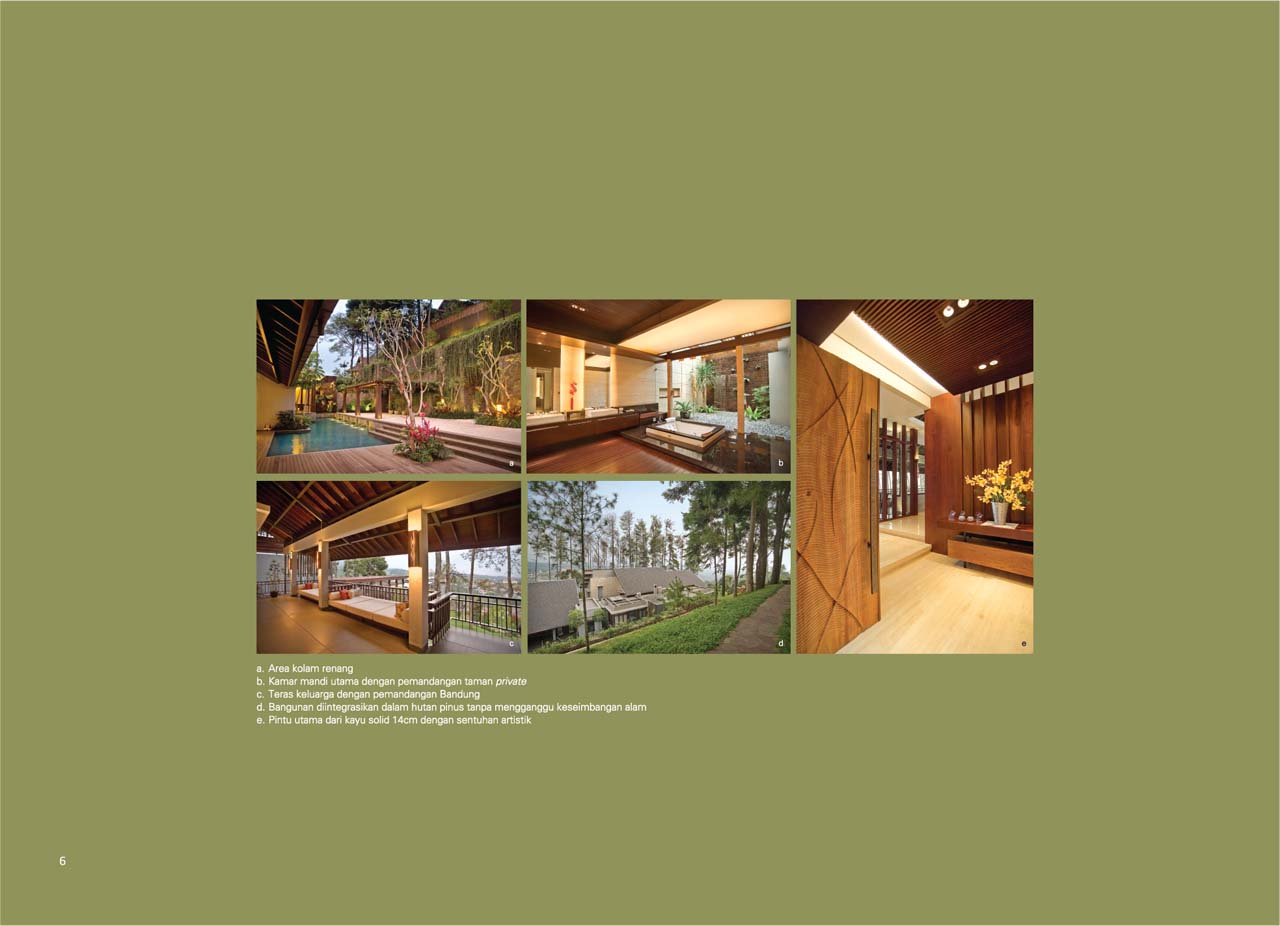 a
b
c
d
e
a. Area kolam renang
b. Kamar mandi utama dengan pemandangan taman private
c. Teras keluarga dengan pemandangan Bandung
d. Bangunan diintegrasikan dalam hutan pinus tanpa mengganggu keseimbangan alam
e. Pintu utama dari kayu solid 14cm dengan sentuhan artistik
6